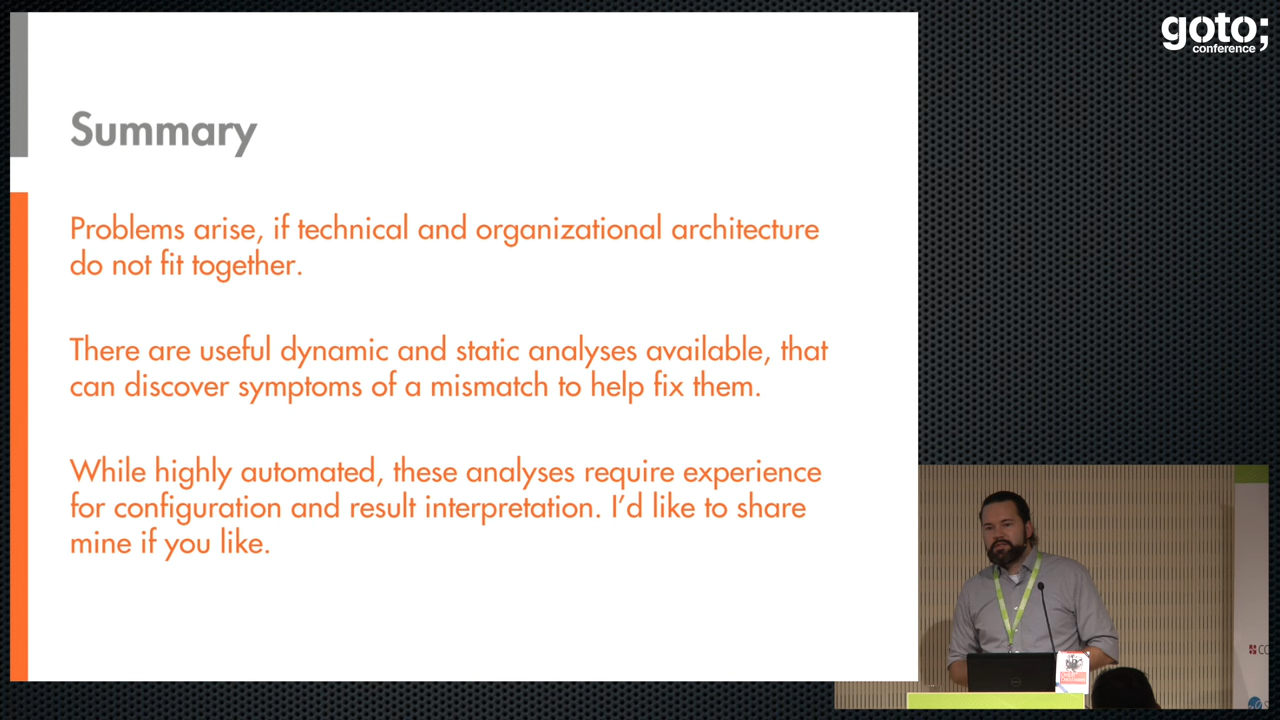 goto;
conference
Summary
Problems arise, if technical and organizational architecture
do not fit together.
There are useful dynamic and static analyses available, that
can discover symptoms of a mismatch to help fix them.
While highly automated, these analyses require experience
for configuration and result interpretation. I'd like to share
mine if you like.